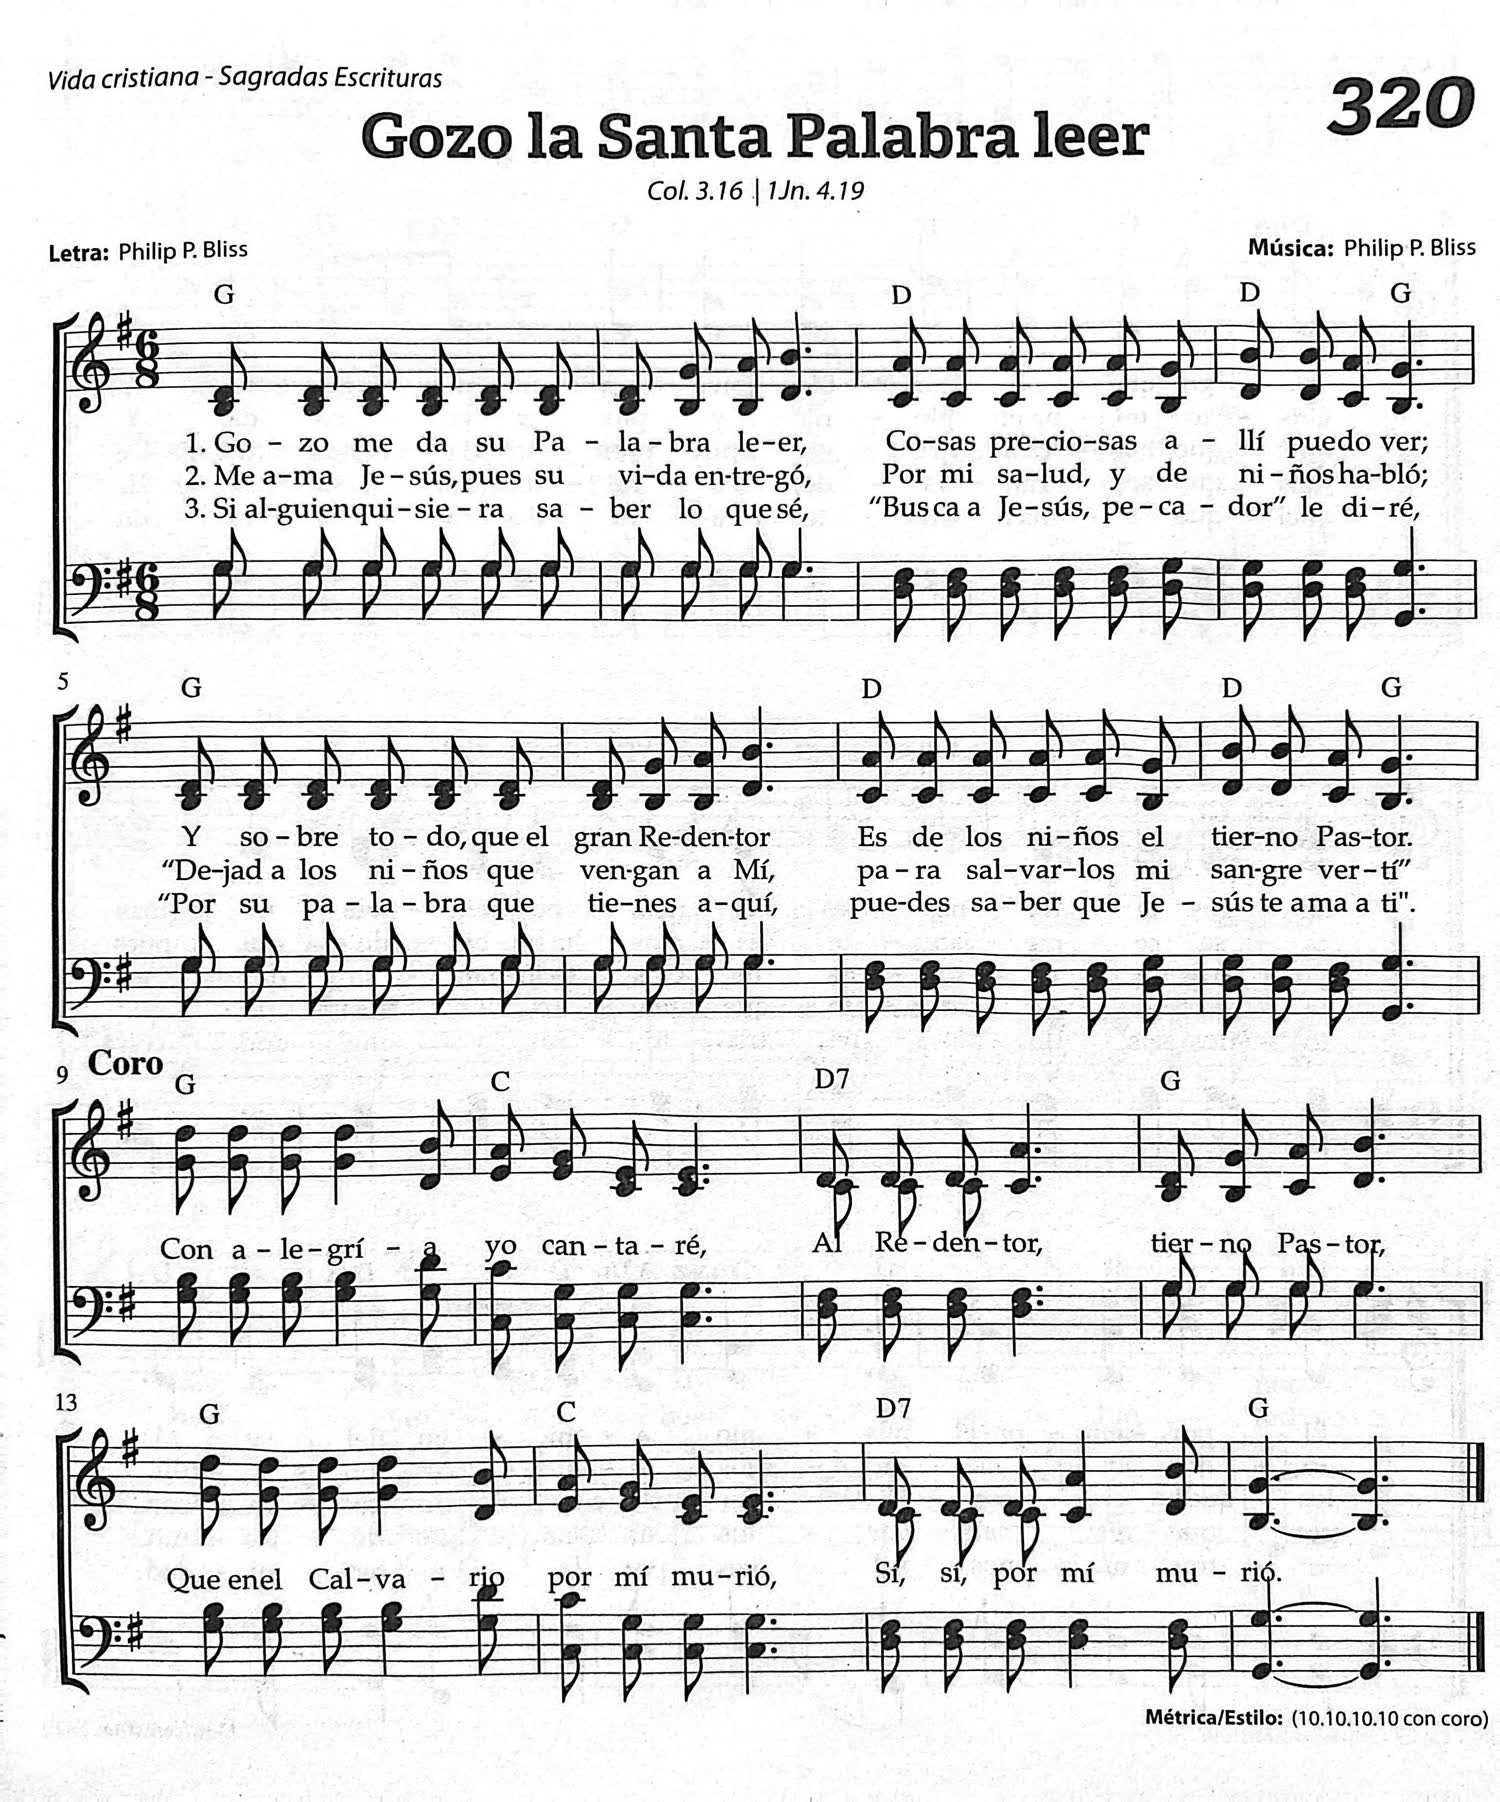 Vida cristiana - Sagradas Escrituras
320
Gozo la Santa Palabra leer
Col. 3.16 | 1Jn. 4.19
Letra: Philip P. Bliss
Música: Philip P. Bliss
G D D G
6 8
1. Go - zo me da su Pa - la - bra le - er, Co - sas pre - cio - sas a - llí puedo ver;
2. Me a - ma Je - sús, pues su vi - da en - tre - gó, Por mi sa - lud, y de ni - ños ha - bló;
3. Si al - guien qui - sie - ra sa - ber lo que sé, “Bus ca a Je - sús, pe - ca - dor” le di - ré,
6 8
5 G D D G
Y so - bre to - do, que el gran Re - den - tor Es de los ni - ños el tier - no Pas - tor.
“De - jad a los ni - ños que ven - gan a Mí, pa - ra sal - var - los mi san - gre ver - tí”
“Por su pa - la - bra que tie - nes a - quí, pue - des sa - ber que Je - sús te ama a ti".
9 Coro
G C D7 G
Con a - le - grí - a yo can - ta - ré, Al Re - den - tor, tier - no Pas - tor,
13 G C D7 G
Que enel Cal - va - rio por mí mu - rió, Sí, sí, por mí mu - rió.
Métrica/Estilo: (10.10.10.10 con coro)